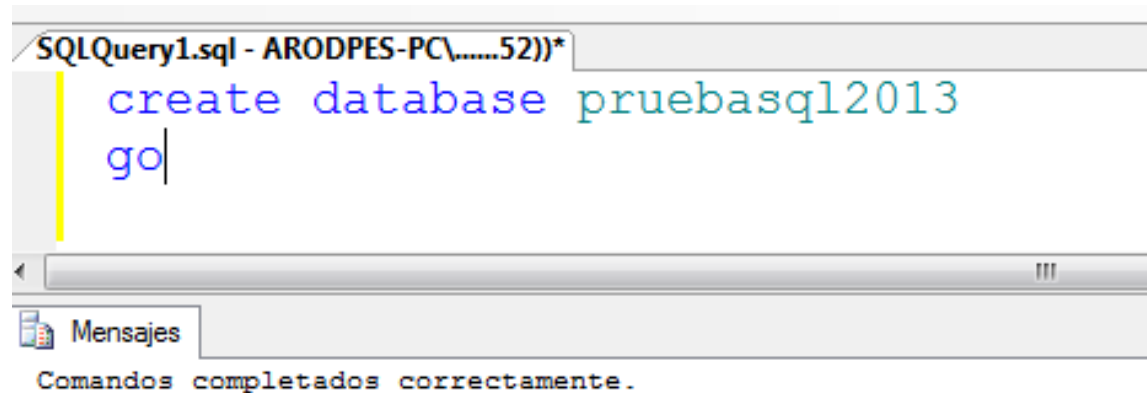 SQLQuery1.sql - ARODPES-PC\......52))*
create database pruebasql2013
go
Mensajes
Comandos completados correctamente.